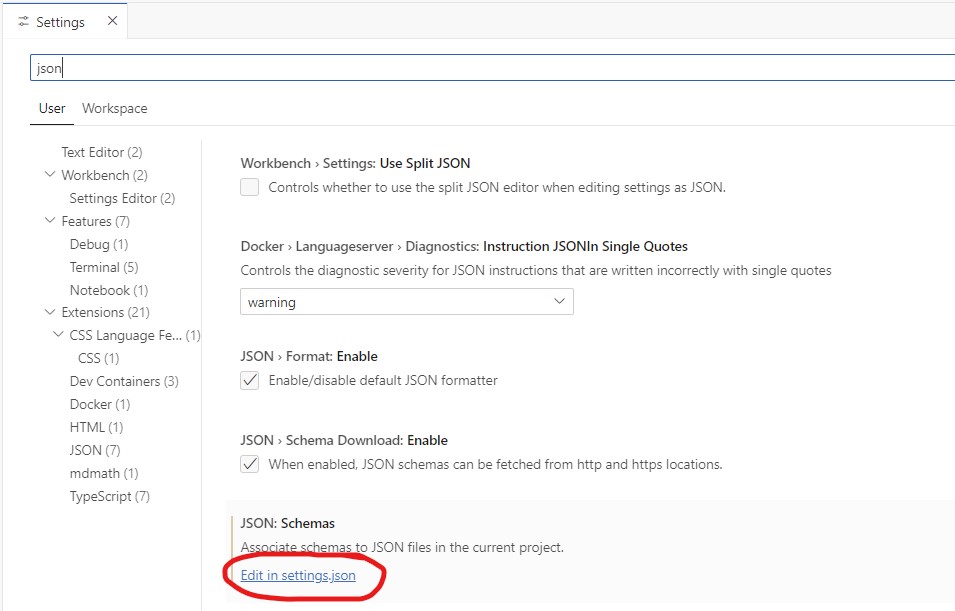 Settings
json
User Workspace
Text Editor (2)
Workbench (2)
Settings Editor (2)
Features (7)
Debug (1)
Terminal (5)
Notebook (1)
Extensions (21)
CSS Language Fe... (1)
CSS (1)
Dev Containers (3)
Docker (1)
HTML (1)
JSON (7)
mdmath (1)
TypeScript (7)
Workbench › Settings: Use Split JSON
Controls whether to use the split JSON editor when editing settings as JSON.
Docker › Languageserver › Diagnostics: Instruction JSONIn Single Quotes
Controls the diagnostic severity for JSON instructions that are written incorrectly with single quotes
warning
JSON › Format: Enable
Enable/disable default JSON formatter
JSON › Schema Download: Enable
When enabled, JSON schemas can be fetched from http and https locations.
JSON: Schemas
Associate schemas to JSON files in the current project.
Edit in settings.json